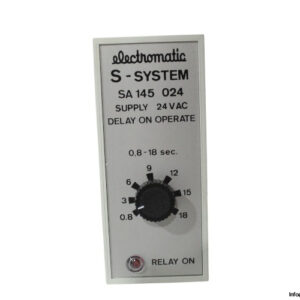 electromatic
S - SYSTEM
SA 145 024
SUPPLY 24 VAC
DELAY ON OPERATE
0.8 - 18 sec.
9
6 12
3 15
0.8 18
RELAY ON